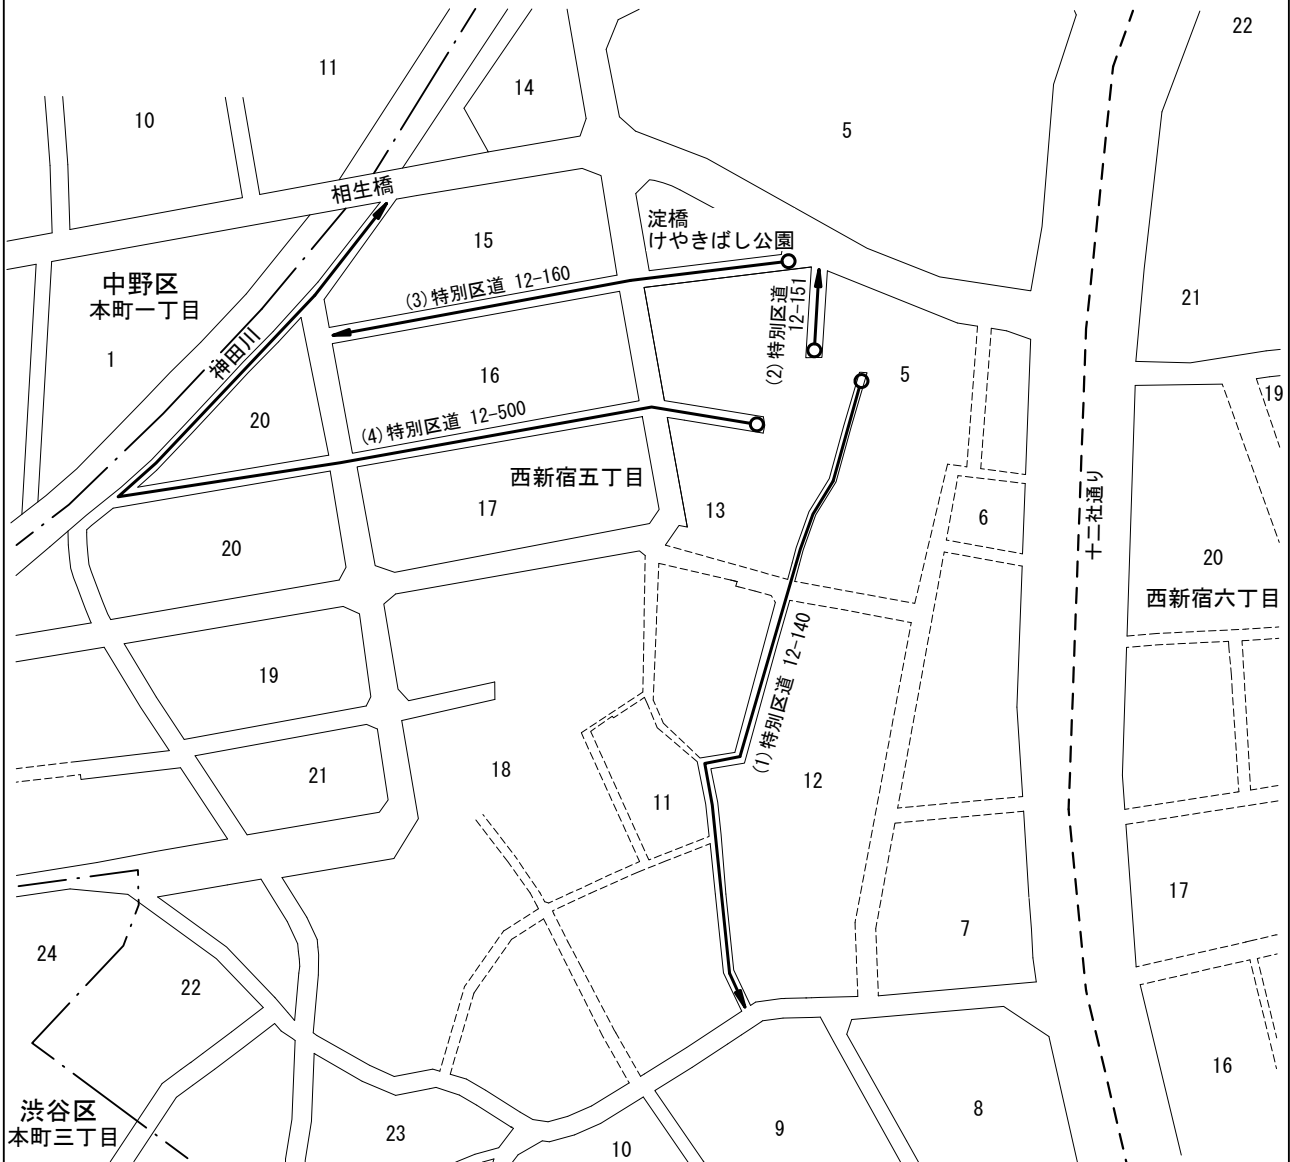 22
11
14
10
5
相生橋
淀橋
けやきばし公園
15
中野区
本町一丁目
(3)特別区道 12-160
(2)特別区道
12-151
21
1
神田川
16
5
19
20
(4)特別区道 12-500
西新宿五丁目
十二社通り
17
13
6
20
20
西新宿六丁目
(1)特別区道 12-140
19
21
18
11
12
17
7
24
22
16
渋谷区
本町三丁目
23
10
9
8